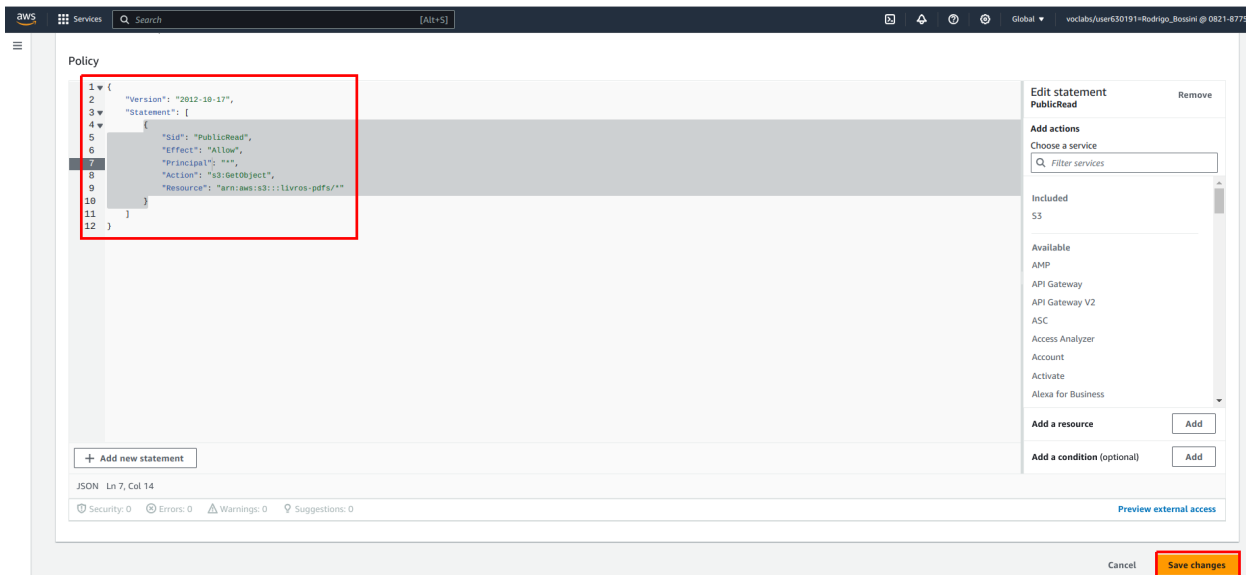 aws
Services
Search
[Alt+S]
Global
voclabs/user630191=Rodrigo_Bossini @ 0821-8775
Policy
1 {
2 "Version": "2012-10-17",
3 "Statement": [
4 {
5 "Sid": "PublicRead",
6 "Effect": "Allow",
7 "Principal": "*",
8 "Action": "s3:GetObject",
9 "Resource": "arn:aws:s3:::livros-pdfs/*"
10 }
11 ]
12 }
+ Add new statement
JSON Ln 7, Col 14
Security: 0 Errors: 0 Warnings: 0 Suggestions: 0
Edit statement
Remove
PublicRead
Add actions
Choose a service
Filter services
Included
S3
Available
AMP
API Gateway
API Gateway V2
ASC
Access Analyzer
Account
Activate
Alexa for Business
Add a resource
Add
Add a condition (optional)
Add
Preview external access
Cancel
Save changes